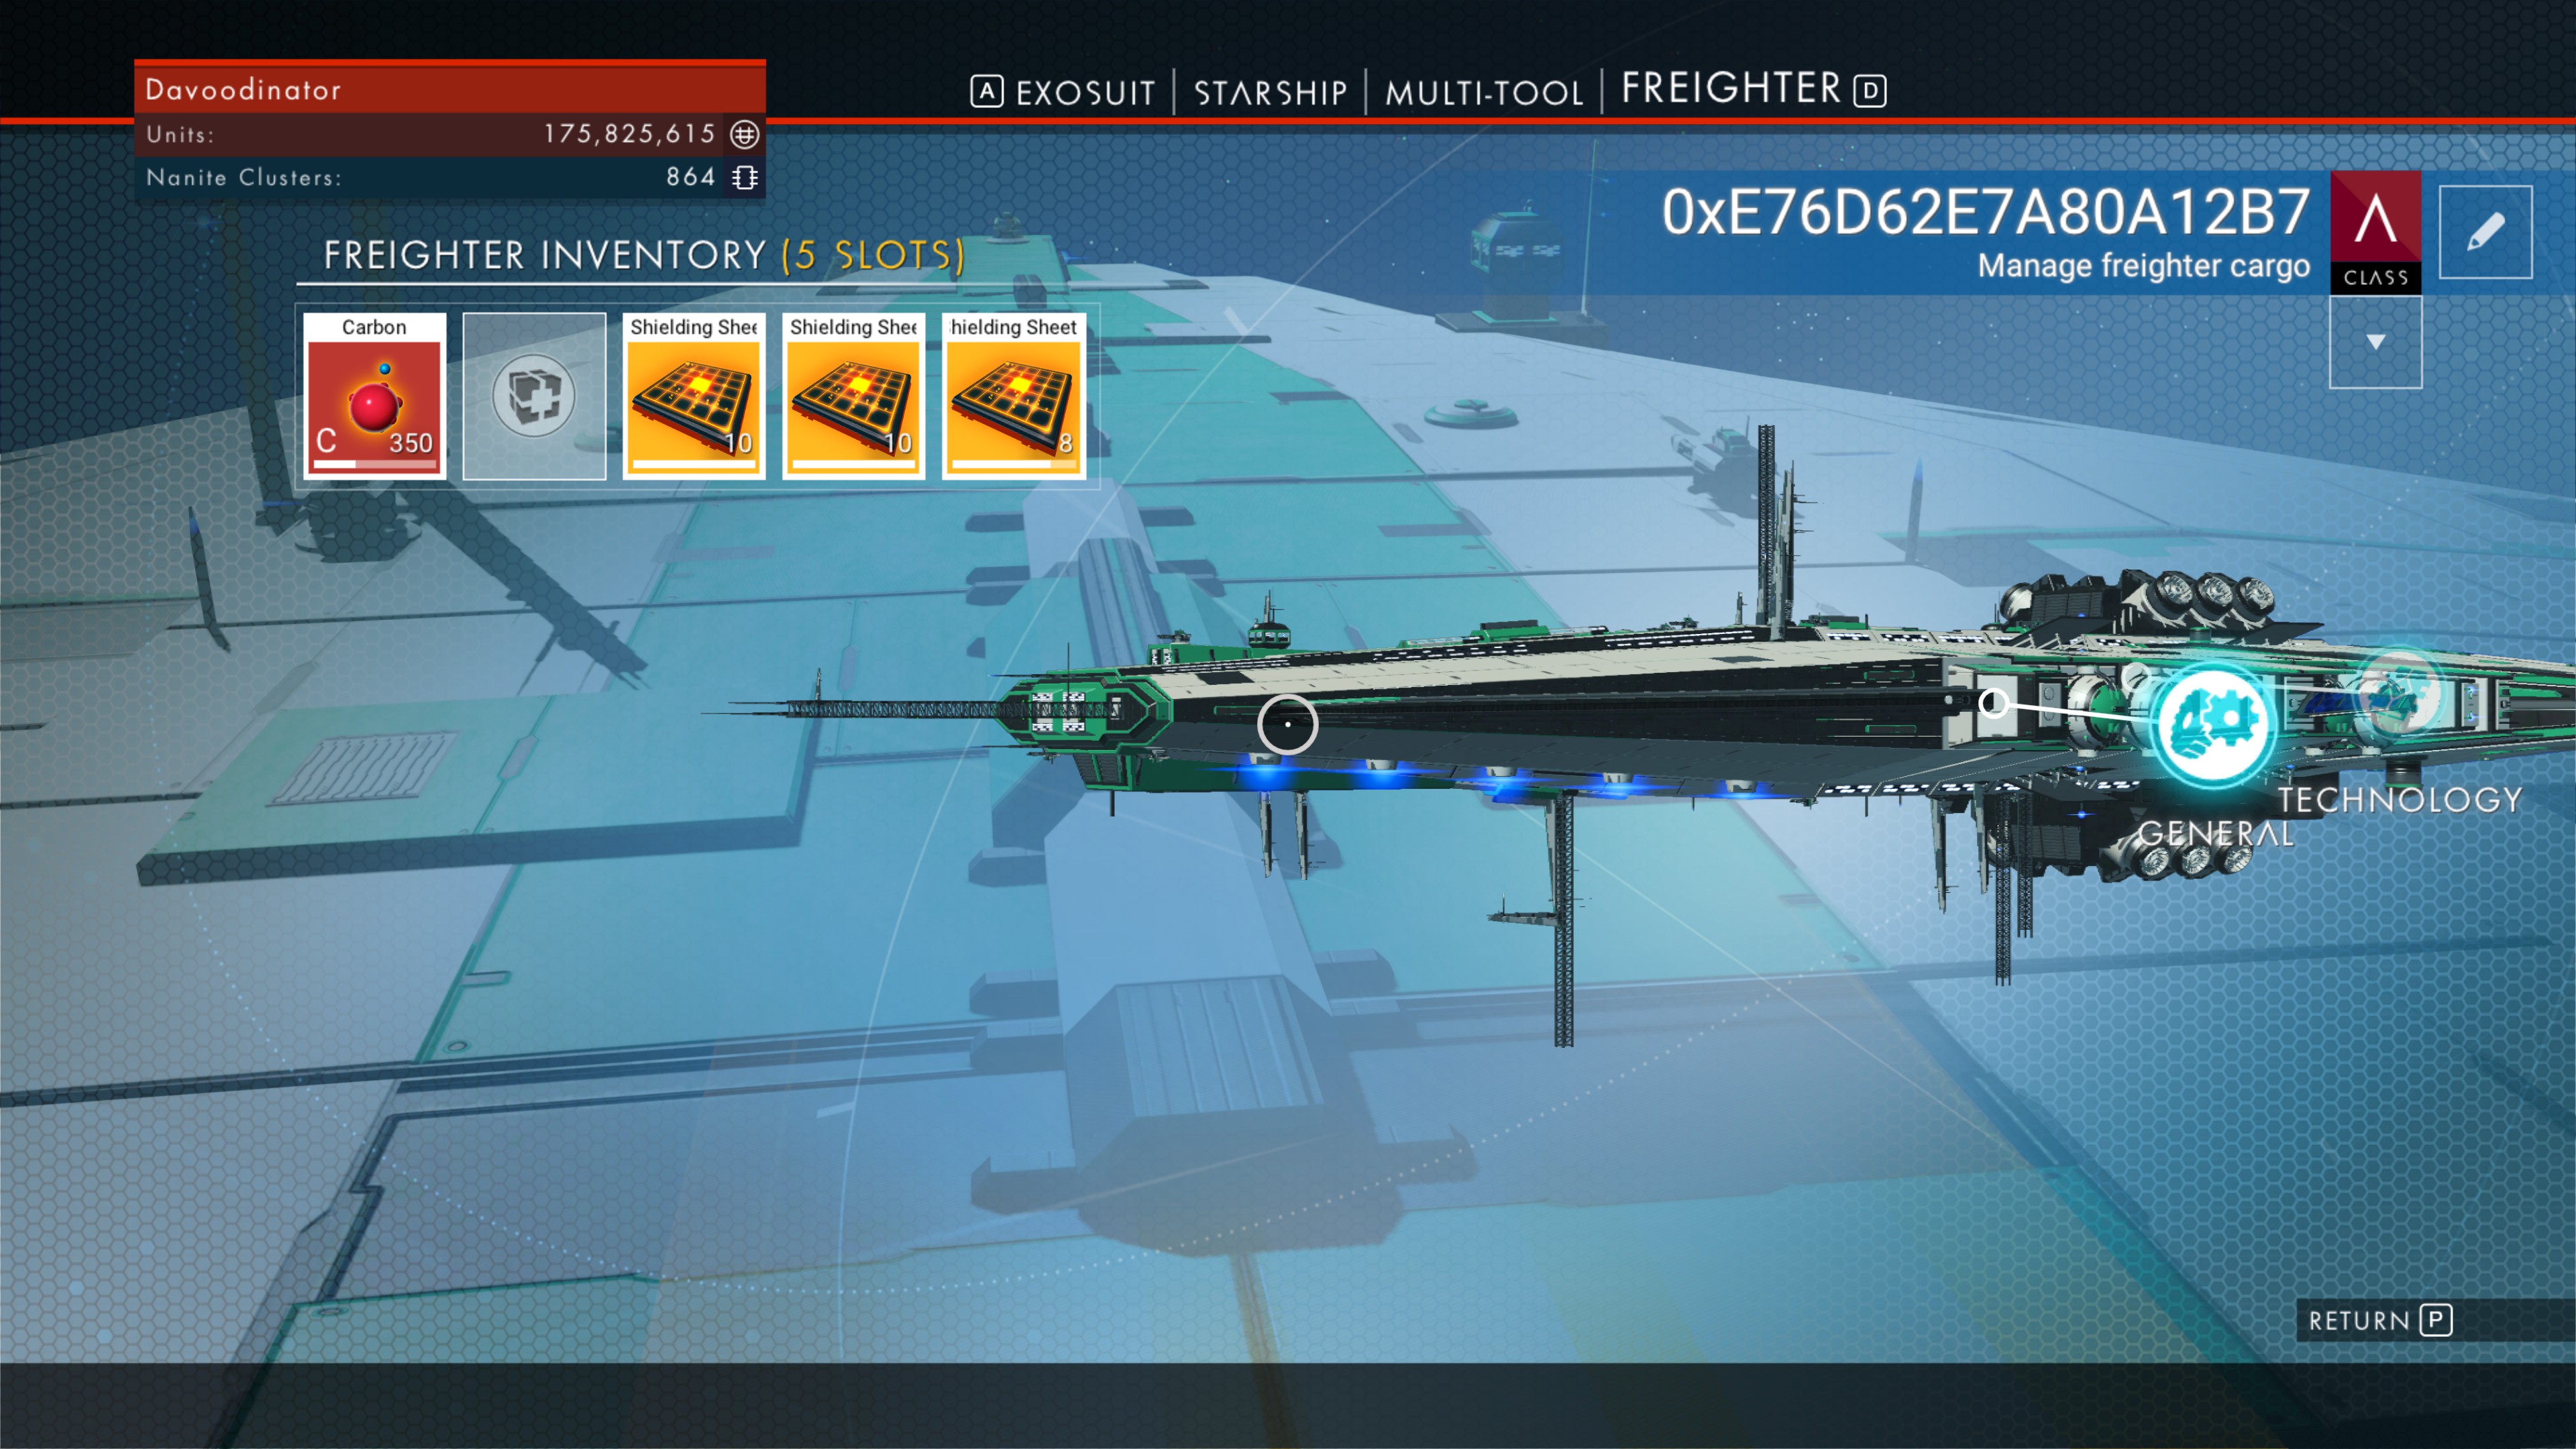 Davoodinator
Units: 175,825,615
Nanite Clusters: 864
A EXOSUIT STARSHIP MULTI-TOOL FREIGHTER D
0xE76D62E7A80A12B7
Manage freighter cargo
A
CLASS
FREIGHTER INVENTORY (5 SLOTS)
Carbon
C 350
Shielding Shee
10
Shielding Shee
10
hielding Sheet
8
TECHNOLOGY
GENERAL
RETURN P